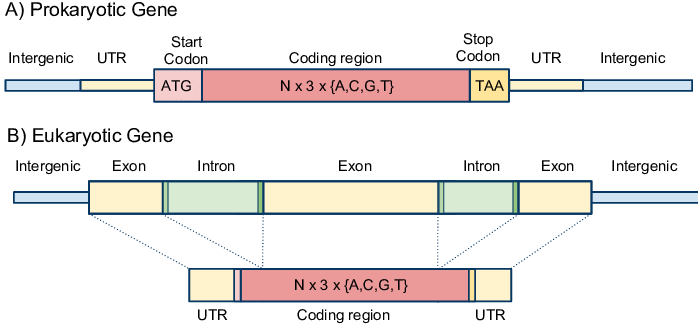 A) Prokaryotic Gene
Intergenic UTR Start Codon Coding region Stop Codon UTR Intergenic
ATG N x 3 x {A,C,G,T} TAA
B) Eukaryotic Gene
Intergenic Exon Intron Exon Intron Exon Intergenic
N x 3 x {A,C,G,T}
UTR Coding region UTR